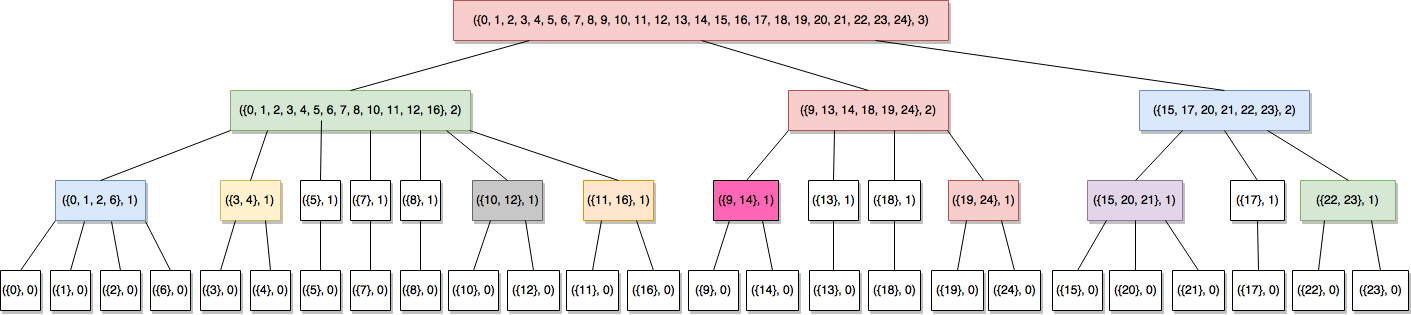 ({0, 1, 2, 3, 4, 5, 6, 7, 8, 9, 10, 11, 12, 13, 14, 15, 16, 17, 18, 19, 20, 21, 22, 23, 24}, 3)
({0, 1, 2, 3, 4, 5, 6, 7, 8, 10, 11, 12, 16}, 2)
({9, 13, 14, 18, 19, 24}, 2)
({15, 17, 20, 21, 22, 23}, 2)
({0, 1, 2, 6}, 1)
({3, 4}, 1)
({5}, 1)
({7}, 1)
({8}, 1)
({10, 12}, 1)
({11, 16}, 1)
({9, 14}, 1)
({13}, 1)
({18}, 1)
({19, 24}, 1)
({15, 20, 21}, 1)
({17}, 1)
({22, 23}, 1)
({0}, 0)
({1}, 0)
({2}, 0)
({6}, 0)
({3}, 0)
({4}, 0)
({5}, 0)
({7}, 0)
({8}, 0)
({10}, 0)
({12}, 0)
({11}, 0)
({16}, 0)
({9}, 0)
({14}, 0)
({13}, 0)
({18}, 0)
({19}, 0)
({24}, 0)
({15}, 0)
({20}, 0)
({21}, 0)
({17}, 0)
({22}, 0)
({23}, 0)